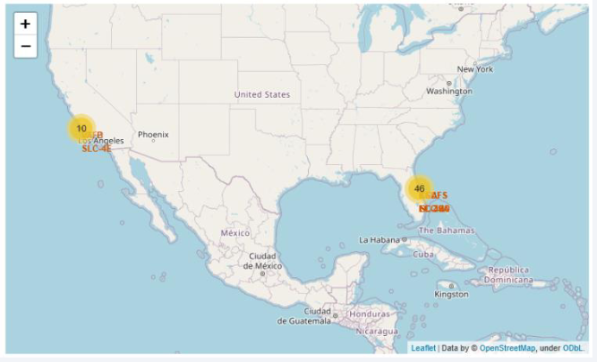 +
−
New York
Washington
United States
10
Los Angeles
Phoenix
SLC-4E
46
The Bahamas
México
La Habana
Cuba
Ciudad
de México
República
Dominicana
Kingston
Ciudad
de Guatemala
Honduras
Nicaragua
Leaflet | Data by © OpenStreetMap, under ODbL.